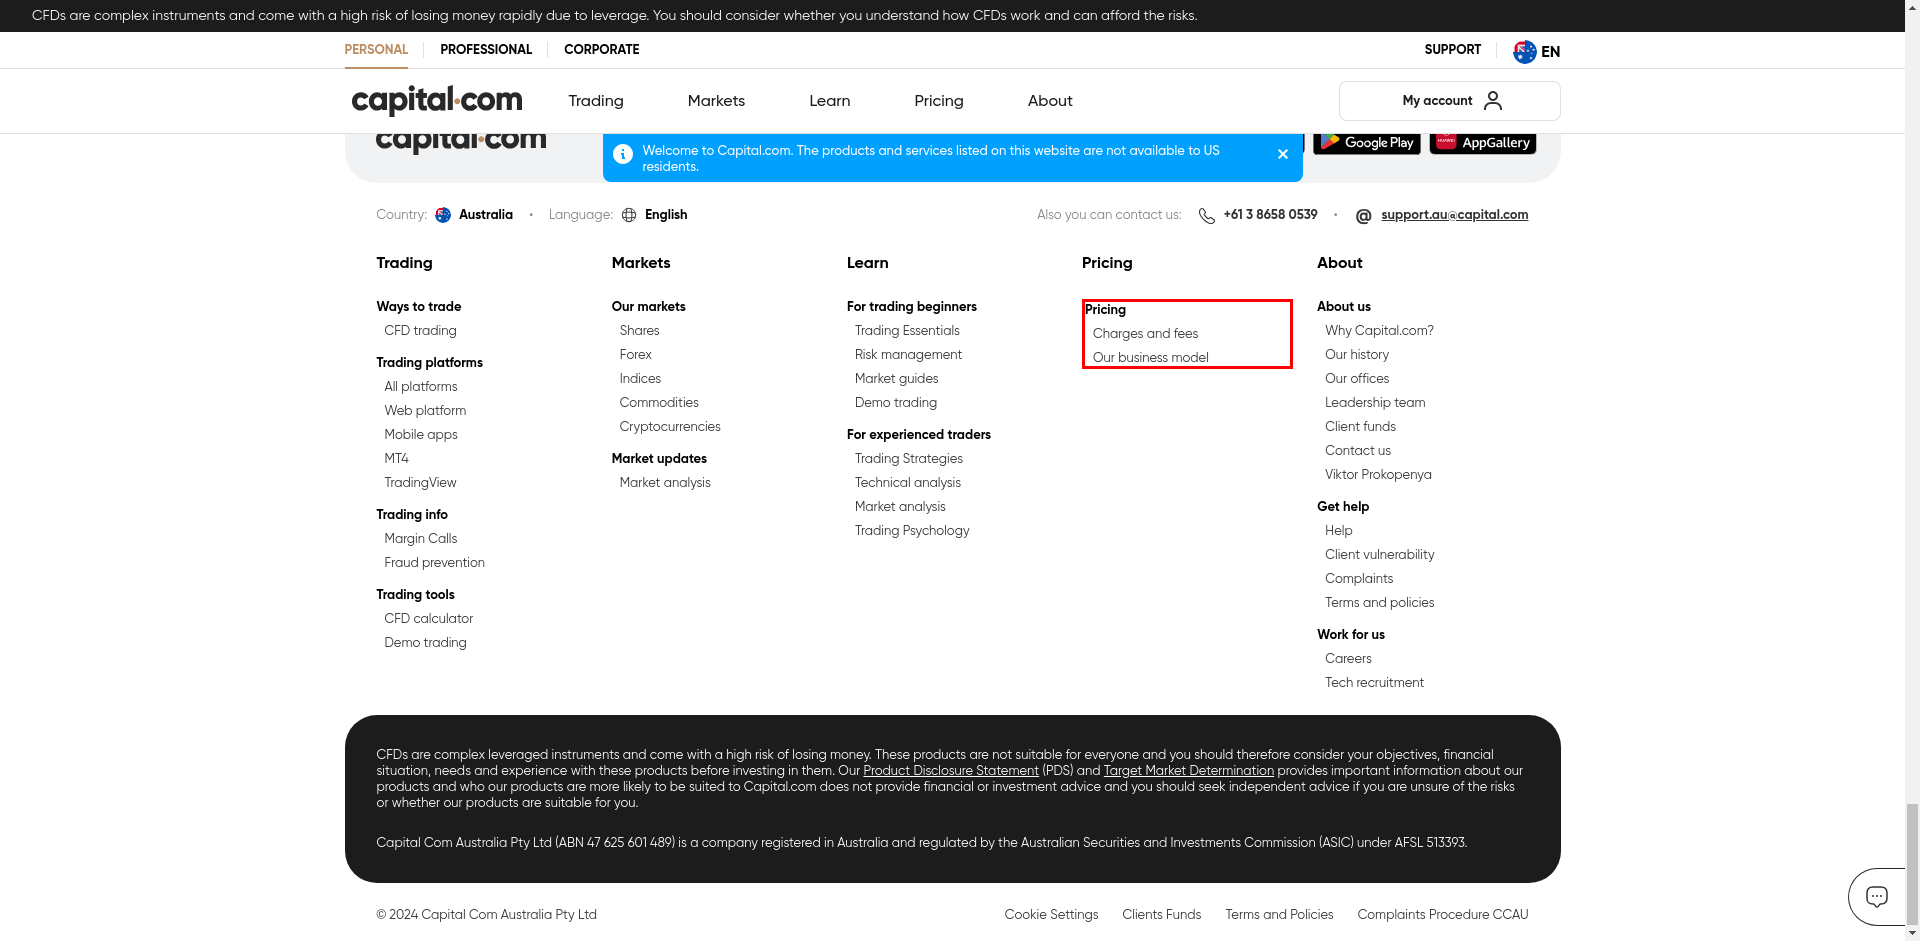 CFDs are complex instruments and come with a high risk of losing money rapidly due to leverage. You should consider whether you understand how CFDs work and can afford the risks.
PERSONAL
PROFESSIONAL
CORPORATE
SUPPORT
EN
capital.com
Trading
Markets
Learn
Pricing
About
My account
capital.com
Welcome to Capital.com. The products and services listed on this website are not available to US
residents.
Google Play
HUAWEI
AppGallery
Country: Australia
Language: English
Also you can contact us:
+61 3 8658 0539
support.au@capital.com
Trading
Ways to trade
CFD trading
Trading platforms
All platforms
Web platform
Mobile apps
MT4
TradingView
Trading info
Margin Calls
Fraud prevention
Trading tools
CFD calculator
Demo trading
Markets
Our markets
Shares
Forex
Indices
Commodities
Cryptocurrencies
Market updates
Market analysis
Learn
For trading beginners
Trading Essentials
Risk management
Market guides
Demo trading
For experienced traders
Trading Strategies
Technical analysis
Market analysis
Trading Psychology
Pricing
Pricing
Charges and fees
Our business model
About
About us
Why Capital.com?
Our history
Our offices
Leadership team
Client funds
Contact us
Viktor Prokopenya
Get help
Help
Client vulnerability
Complaints
Terms and policies
Work for us
Careers
Tech recruitment
CFDs are complex leveraged instruments and come with a high risk of losing money. These products are not suitable for everyone and you should therefore consider your objectives, financial
situation, needs and experience with these products before investing in them. Our Product Disclosure Statement (PDS) and Target Market Determination provides important information about our
products and who our products are more likely to be suited to Capital.com does not provide financial or investment advice and you should seek independent advice if you are unsure of the risks
or whether our products are suitable for you.
Capital Com Australia Pty Ltd (ABN 47 625 601 489) is a company registered in Australia and regulated by the Australian Securities and Investments Commission (ASIC) under AFSL 513393.
© 2024 Capital Com Australia Pty Ltd
Cookie Settings
Clients Funds
Terms and Policies
Complaints Procedure CCAU